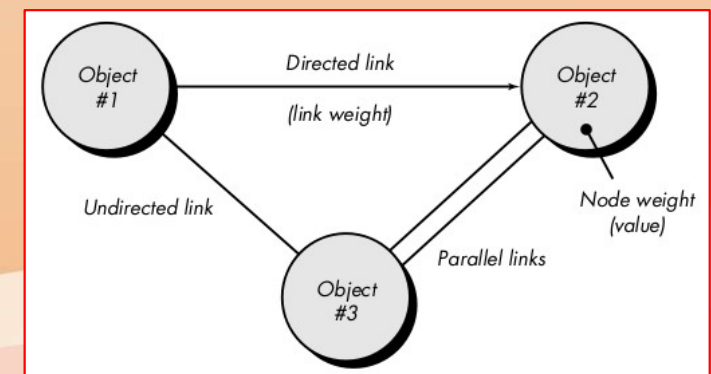 Object
#1
Directed link
(link weight)
Object
#2
Undirected link
Node weight
(value)
Parallel links
Object
#3